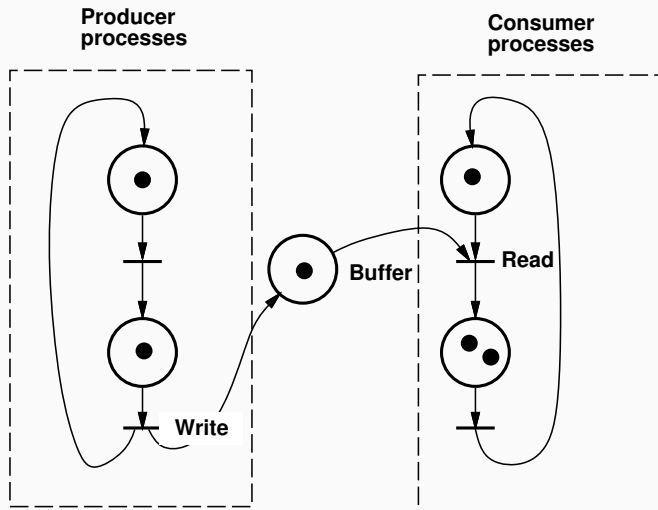 Producer
processes
Consumer
processes
Buffer
Read
Write